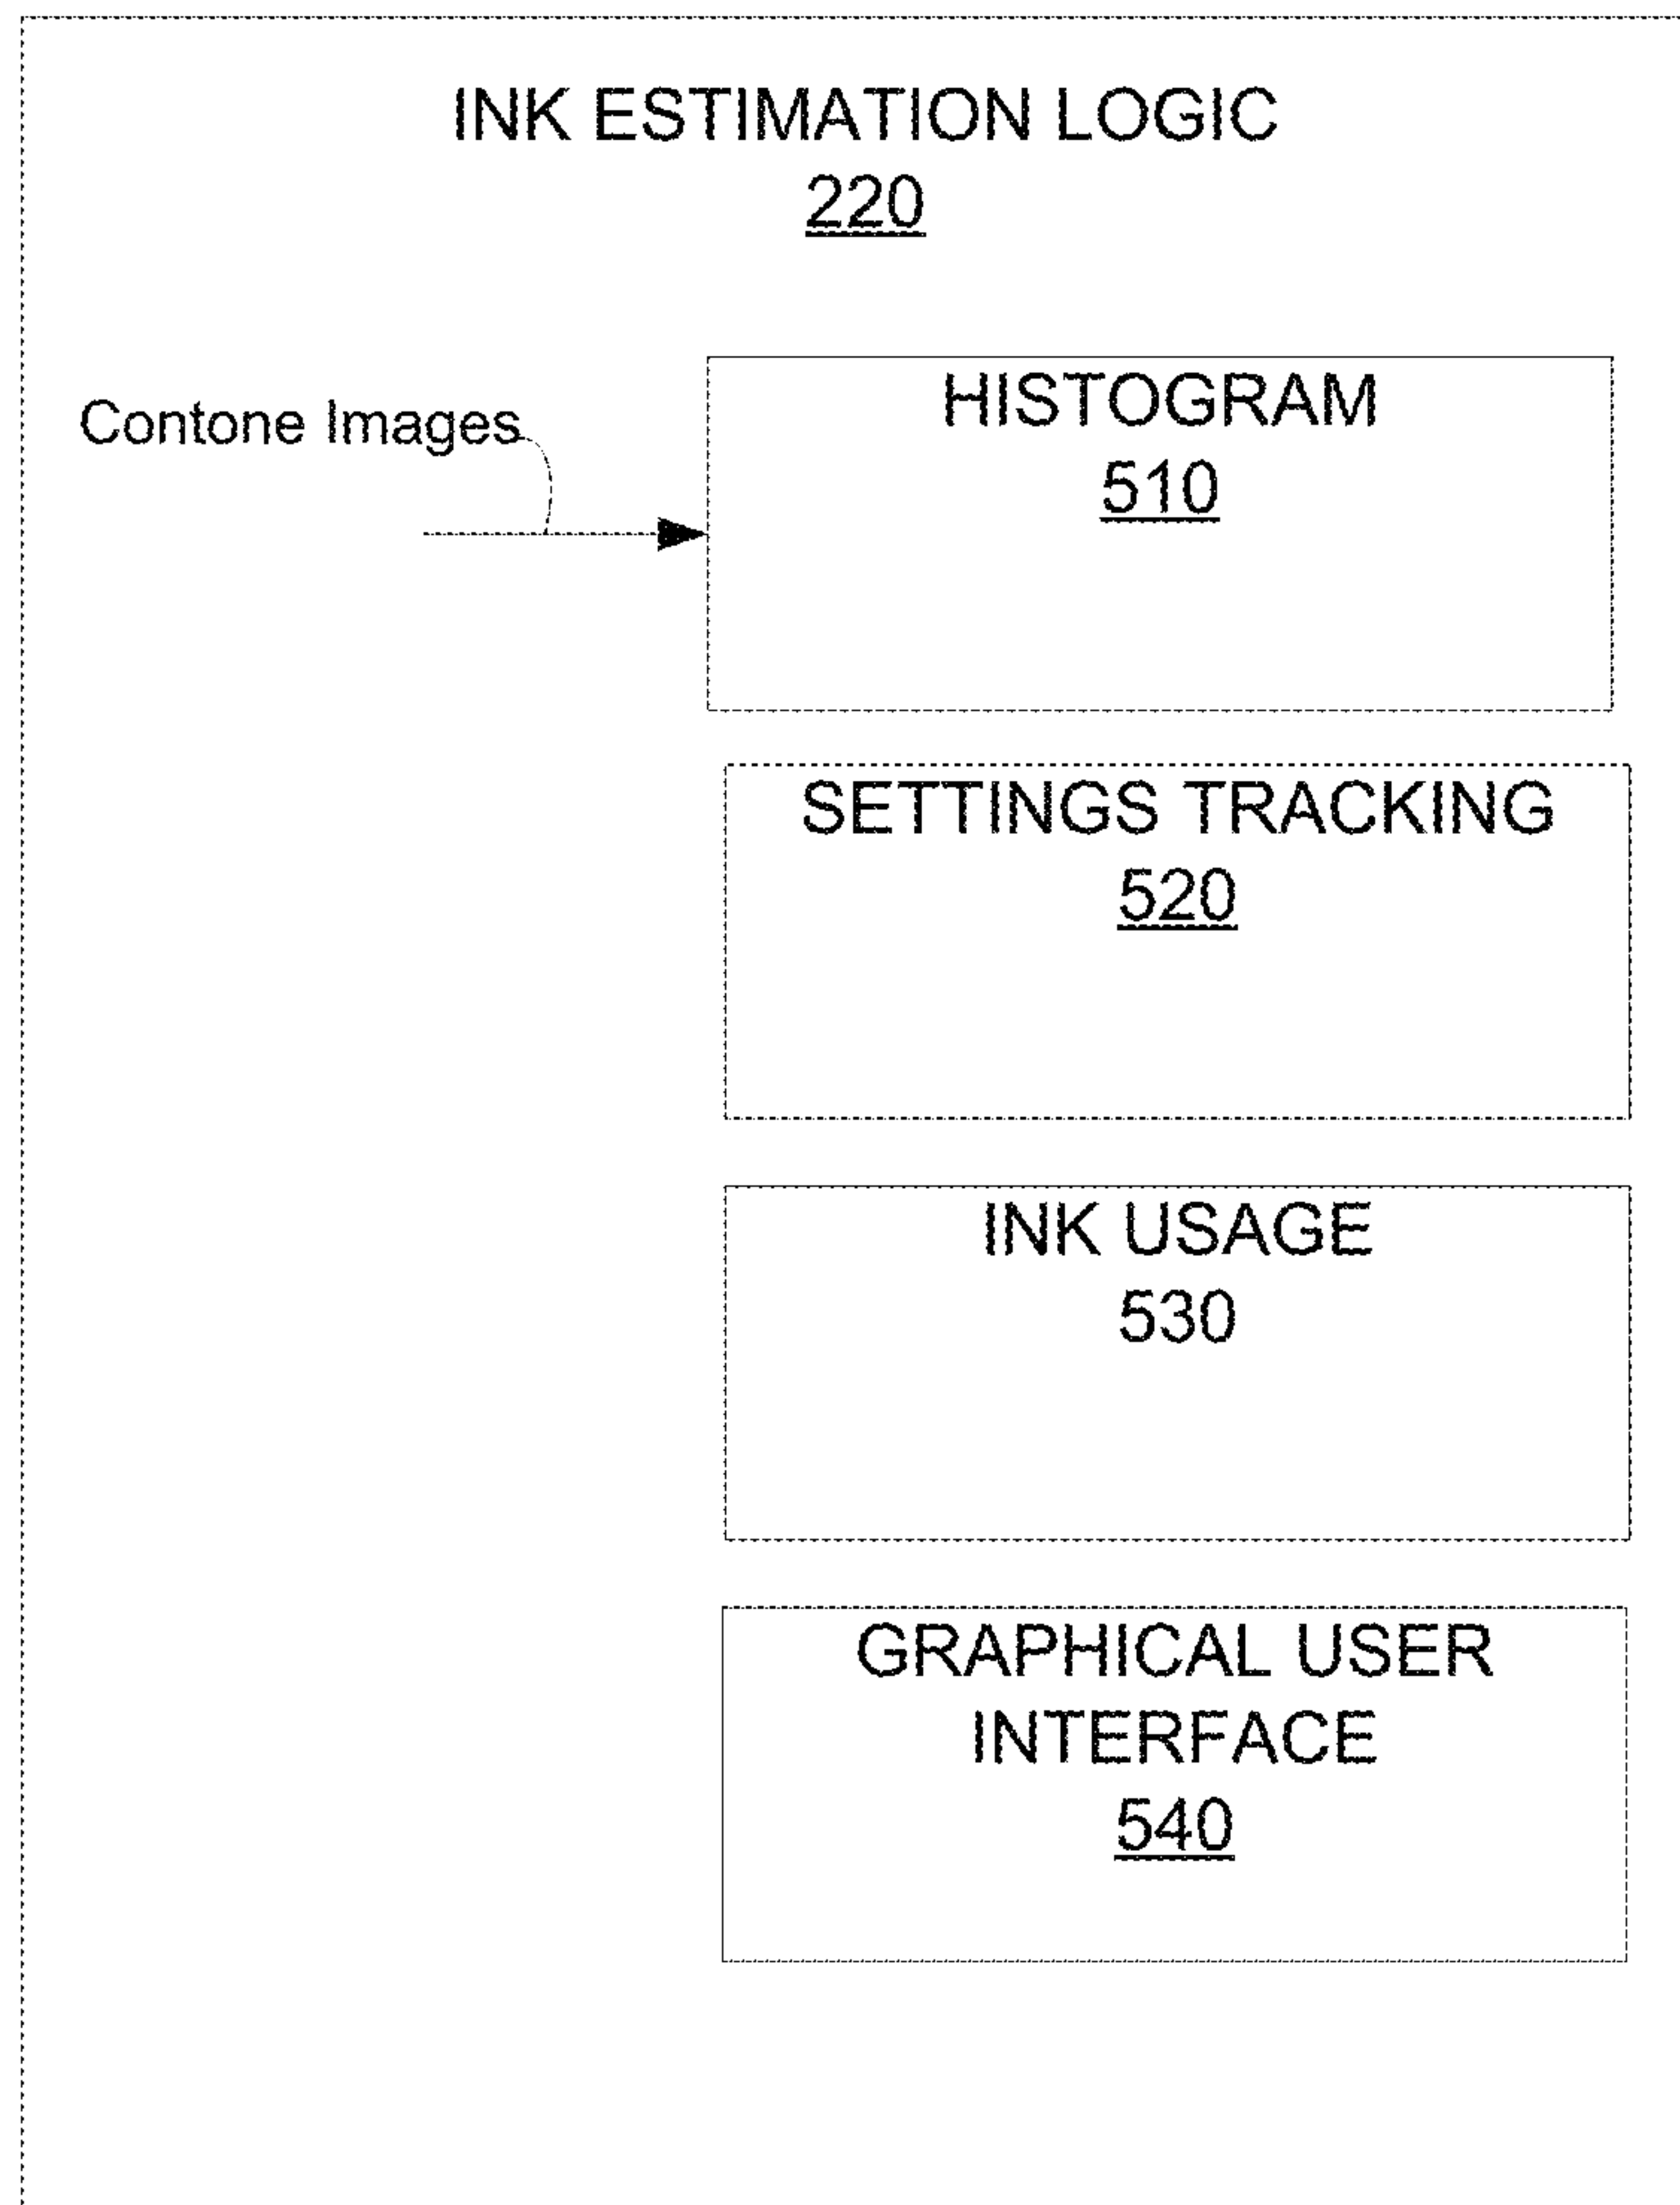 INK ESTIMATION LOGIC
220
HISTOGRAM
510
Contone Images
SETTINGS TRACKING
520
INK USAGE
530
GRAPHICAL USER
INTERFACE
540